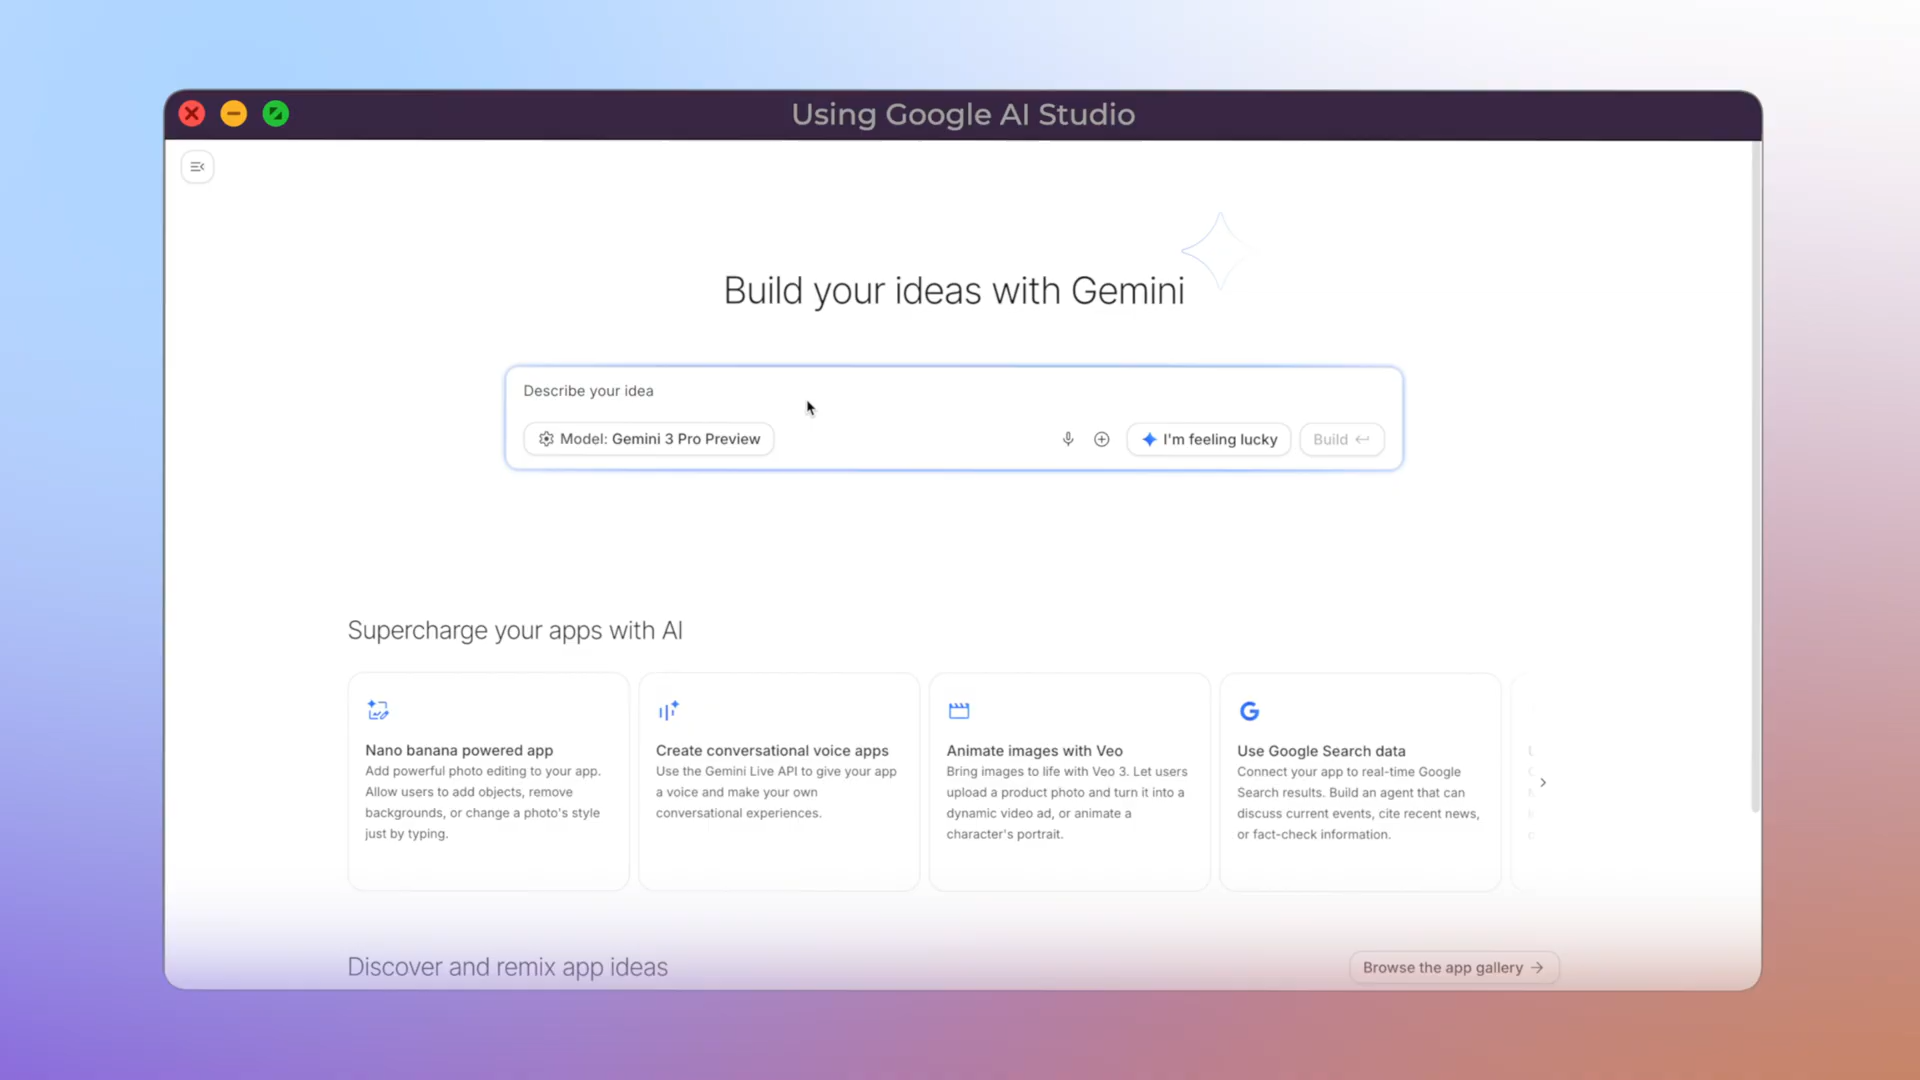 Using Google AI Studio
Build your ideas with Gemini
Describe your idea
Model: Gemini 3 Pro Preview
I'm feeling lucky
Build
Supercharge your apps with AI
Nano banana powered app
Add powerful photo editing to your app.
Allow users to add objects, remove
backgrounds, or change a photo's style
just by typing.
Create conversational voice apps
Use the Gemini Live API to give your app
a voice and make your own
conversational experiences.
Animate images with Veo
Bring images to life with Veo 3. Let users
upload a product photo and turn it into a
dynamic video ad, or animate a
character's portrait.
Use Google Search data
Connect your app to real-time Google
Search results. Build an agent that can
discuss current events, cite recent news,
or fact-check information.
Discover and remix app ideas
Browse the app gallery